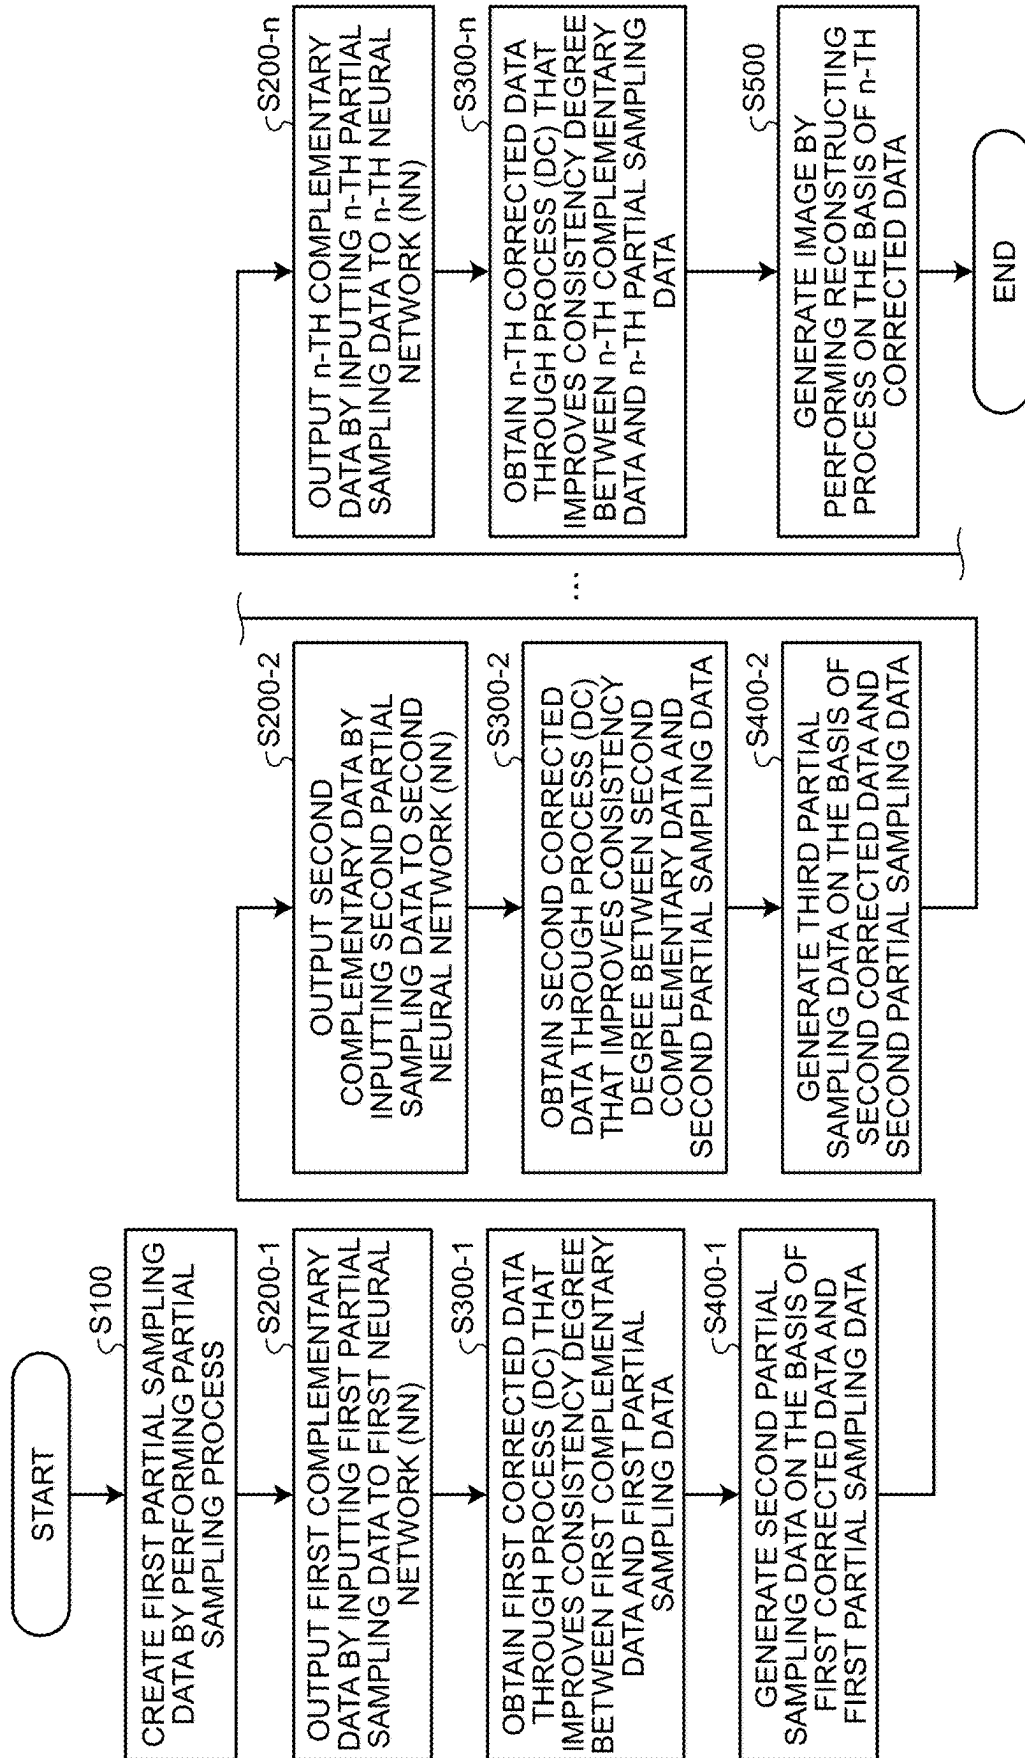 START
S100
CREATE FIRST PARTIAL SAMPLING
DATA BY PERFORMING PARTIAL
SAMPLING PROCESS
S200-1
OUTPUT FIRST COMPLEMENTARY
DATA BY INPUTTING FIRST PARTIAL
SAMPLING DATA TO FIRST NEURAL
NETWORK (NN)
S300-1
OBTAIN FIRST CORRECTED DATA
THROUGH PROCESS (DC) THAT
IMPROVES CONSISTENCY DEGREE
BETWEEN FIRST COMPLEMENTARY
DATA AND FIRST PARTIAL
SAMPLING DATA
S400-1
GENERATE SECOND PARTIAL
SAMPLING DATA ON THE BASIS OF
FIRST CORRECTED DATA AND
FIRST PARTIAL SAMPLING DATA
S200-2
OUTPUT SECOND
COMPLEMENTARY DATA BY
INPUTTING SECOND PARTIAL
SAMPLING DATA TO SECOND
NEURAL NETWORK (NN)
S300-2
OBTAIN SECOND CORRECTED
DATA THROUGH PROCESS (DC)
THAT IMPROVES CONSISTENCY
DEGREE BETWEEN SECOND
COMPLEMENTARY DATA AND
SECOND PARTIAL SAMPLING DATA
S400-2
GENERATE THIRD PARTIAL
SAMPLING DATA ON THE BASIS OF
SECOND CORRECTED DATA AND
SECOND PARTIAL SAMPLING DATA
...
S200-n
OUTPUT n-TH COMPLEMENTARY
DATA BY INPUTTING n-TH PARTIAL
SAMPLING DATA TO n-TH NEURAL
NETWORK (NN)
S300-n
OBTAIN n-TH CORRECTED DATA
THROUGH PROCESS (DC) THAT
IMPROVES CONSISTENCY DEGREE
BETWEEN n-TH COMPLEMENTARY
DATA AND n-TH PARTIAL SAMPLING
DATA
S500
GENERATE IMAGE BY
PERFORMING RECONSTRUCTING
PROCESS ON THE BASIS OF n-TH
CORRECTED DATA
END